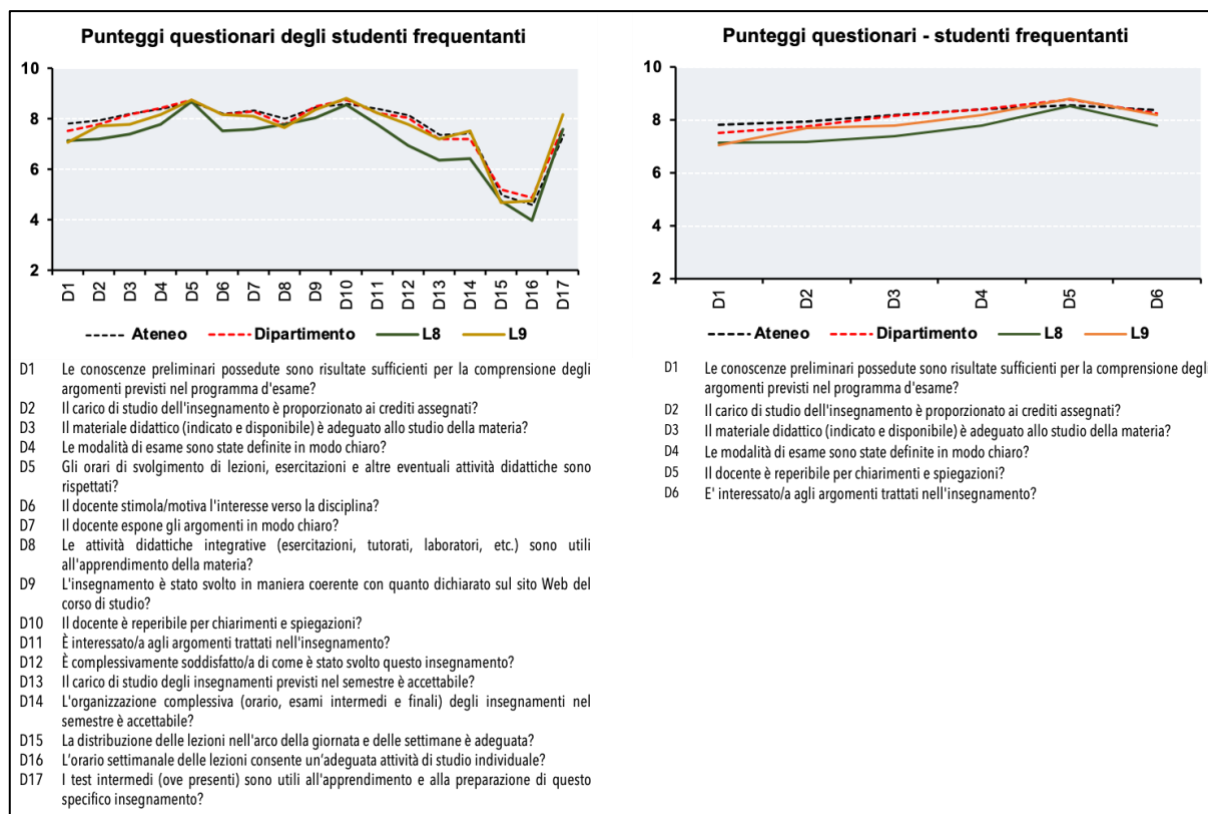 Punteggi questionari degli studenti frequentanti
10
8
6
4
2
D1
D2
D3
D4
D5
D6
D7
D8
D9
D10
D11
D12
D13
D14
D15
D16
D17
Ateneo Dipartimento L8 L9
D1 Le conoscenze preliminari possedute sono risultate sufficienti per la comprensione degli
argomenti previsti nel programma d'esame?
D2 Il carico di studio dell'insegnamento è proporzionato ai crediti assegnati?
D3 Il materiale didattico (indicato e disponibile) è adeguato allo studio della materia?
D4 Le modalità di esame sono state definite in modo chiaro?
D5 Gli orari di svolgimento di lezioni, esercitazioni e altre eventuali attività didattiche sono
rispettati?
D6 Il docente stimola/motiva l'interesse verso la disciplina?
D7 Il docente espone gli argomenti in modo chiaro?
D8 Le attività didattiche integrative (esercitazioni, tutorati, laboratori, etc.) sono utili
all'apprendimento della materia?
D9 L'insegnamento è stato svolto in maniera coerente con quanto dichiarato sul sito Web del
corso di studio?
D10 Il docente è reperibile per chiarimenti e spiegazioni?
D11 È interessato/a agli argomenti trattati nell'insegnamento?
D12 È complessivamente soddisfatto/a di come è stato svolto questo insegnamento?
D13 Il carico di studio degli insegnamenti previsti nel semestre è accettabile?
D14 L'organizzazione complessiva (orario, esami intermedi e finali) degli insegnamenti nel
semestre è accettabile?
D15 La distribuzione delle lezioni nell'arco della giornata e delle settimane è adeguata?
D16 L'orario settimanale delle lezioni consente un'adeguata attività di studio individuale?
D17 I test intermedi (ove presenti) sono utili all'apprendimento e alla preparazione di questo
specifico insegnamento?
Punteggi questionari - studenti frequentanti
10
8
6
4
2
D1
D2
D3
D4
D5
D6
Ateneo Dipartimento L8 L9
D1 Le conoscenze preliminari possedute sono risultate sufficienti per la comprensione degli
argomenti previsti nel programma d'esame?
D2 Il carico di studio dell'insegnamento è proporzionato ai crediti assegnati?
D3 Il materiale didattico (indicato e disponibile) è adeguato allo studio della materia?
D4 Le modalità di esame sono state definite in modo chiaro?
D5 Il docente è reperibile per chiarimenti e spiegazioni?
D6 E' interessato/a agli argomenti trattati nell'insegnamento?